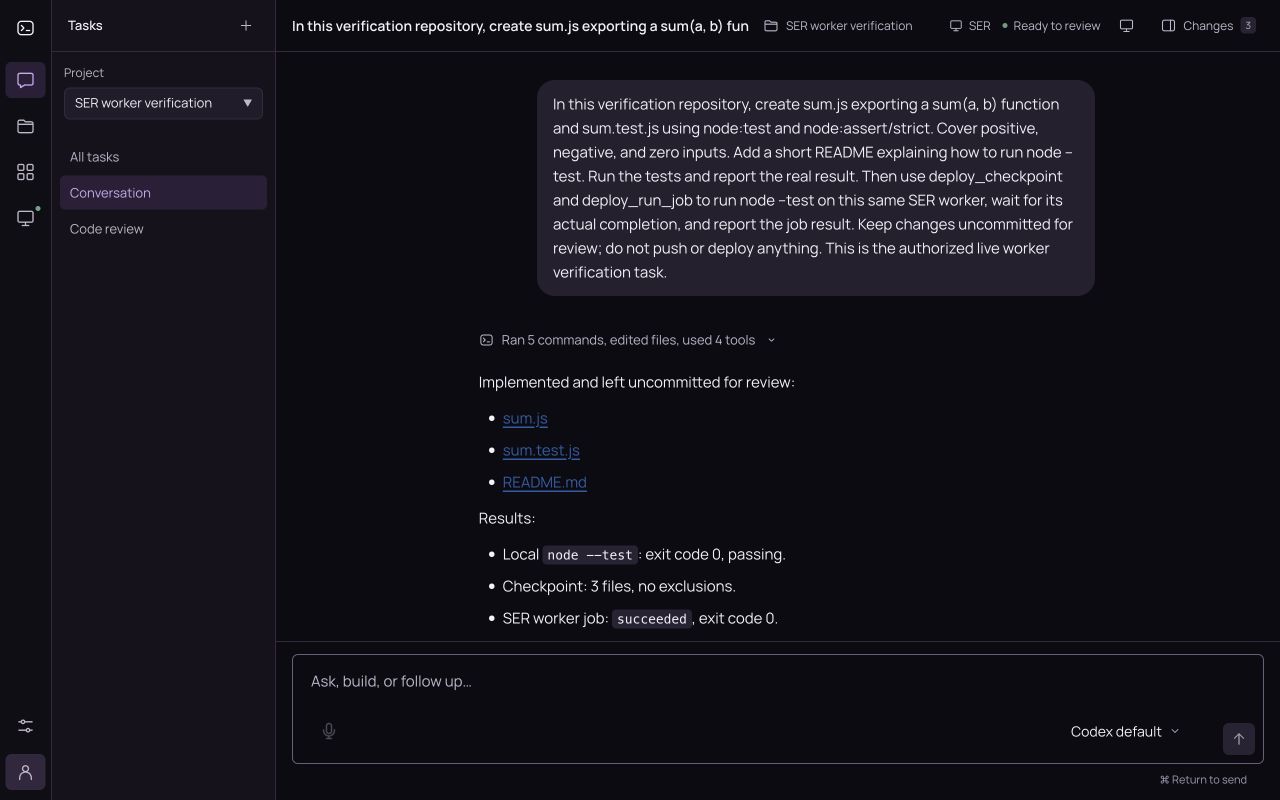 Tasks
In this verification repository, create sum.js exporting a sum(a, b) fun
SER worker verification
SER
Ready to review
Changes 3
Project
SER worker verification
All tasks
Conversation
Code review
In this verification repository, create sum.js exporting a sum(a, b) function
and sum.test.js using node:test and node:assert/strict. Cover positive,
negative, and zero inputs. Add a short README explaining how to run node –
test. Run the tests and report the real result. Then use deploy_checkpoint
and deploy_run_job to run node –test on this same SER worker, wait for its
actual completion, and report the job result. Keep changes uncommitted for
review; do not push or deploy anything. This is the authorized live worker
verification task.
Ran 5 commands, edited files, used 4 tools
Implemented and left uncommitted for review:
• sum.js
• sum.test.js
• README.md
Results:
• Local node --test: exit code 0, passing.
• Checkpoint: 3 files, no exclusions.
• SER worker job: succeeded, exit code 0.
Ask, build, or follow up…
Codex default
⌘ Return to send